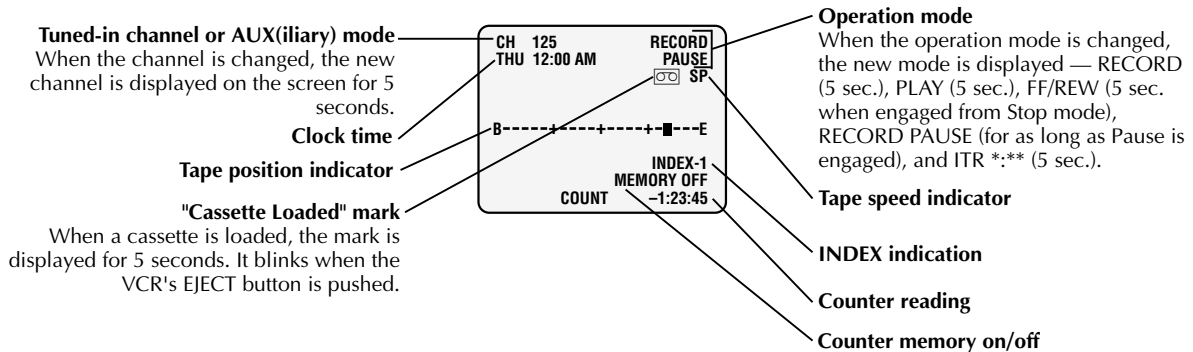 Tuned-in channel or AUX(iliary) mode
When the channel is changed, the new
channel is displayed on the screen for 5
seconds.
Clock time
Tape position indicator
"Cassette Loaded" mark
When a cassette is loaded, the mark is
displayed for 5 seconds. It blinks when the
VCR's EJECT button is pushed.
CH 125 RECORD
THU 12:00 AM PAUSE
SP
B----+----+----+-■---E
INDEX-1
MEMORY OFF
COUNT –1:23:45
Operation mode
When the operation mode is changed,
the new mode is displayed — RECORD
(5 sec.), PLAY (5 sec.), FF/REW (5 sec.
when engaged from Stop mode),
RECORD PAUSE (for as long as Pause is
engaged), and ITR *:** (5 sec.).
Tape speed indicator
INDEX indication
Counter reading
Counter memory on/off